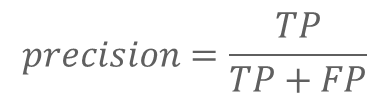 precision = TP / TP + FP